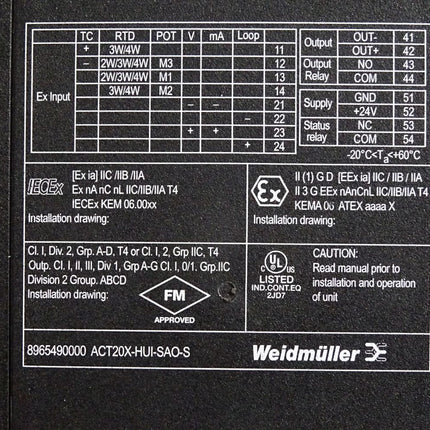 TC RTD POT V mA Loop
+ 3W/4W 11
– 2W/3W/4W M3 12
2W/3W/4W M1 13
3W/4W M2 14
Ex Input
– – 21
– 22
+ + 23
+ 24
Output OUT- 41
OUT+ 42
Output Relay NO 43
COM 44
Supply GND 51
+24V 52
Status relay NC 53
COM 54
-20°C<Ta<+60°C
IECEx
[Ex ia] IIC /IIB /IIA
Ex nA nC nL IIC/IIB/IIA T4
IECEx KEM 06.00xx
Installation drawing:
Ex
II (1) G D [EEx ia] IIC / IIB / IIA
II 3 G EEx nAnCnL IIC/IIB/IIA T4
KEMA 06 ATEX aaaa X
Installation drawing:
Cl. I, Div. 2, Grp. A-D, T4 or Cl. I, 2, Grp IIC, T4
Outp. Cl. I, II, III, Div 1, Grp A-G Cl. I, 0/1. Grp.IIC
Division 2 Group. ABCD
Installation drawing:
FM
APPROVED
C UL US
LISTED
IND.CONT.EQ
2JD7
CAUTION:
Read manual prior to
installation and operation
of unit
8965490000 ACT20X-HUI-SAO-S
Weidmüller